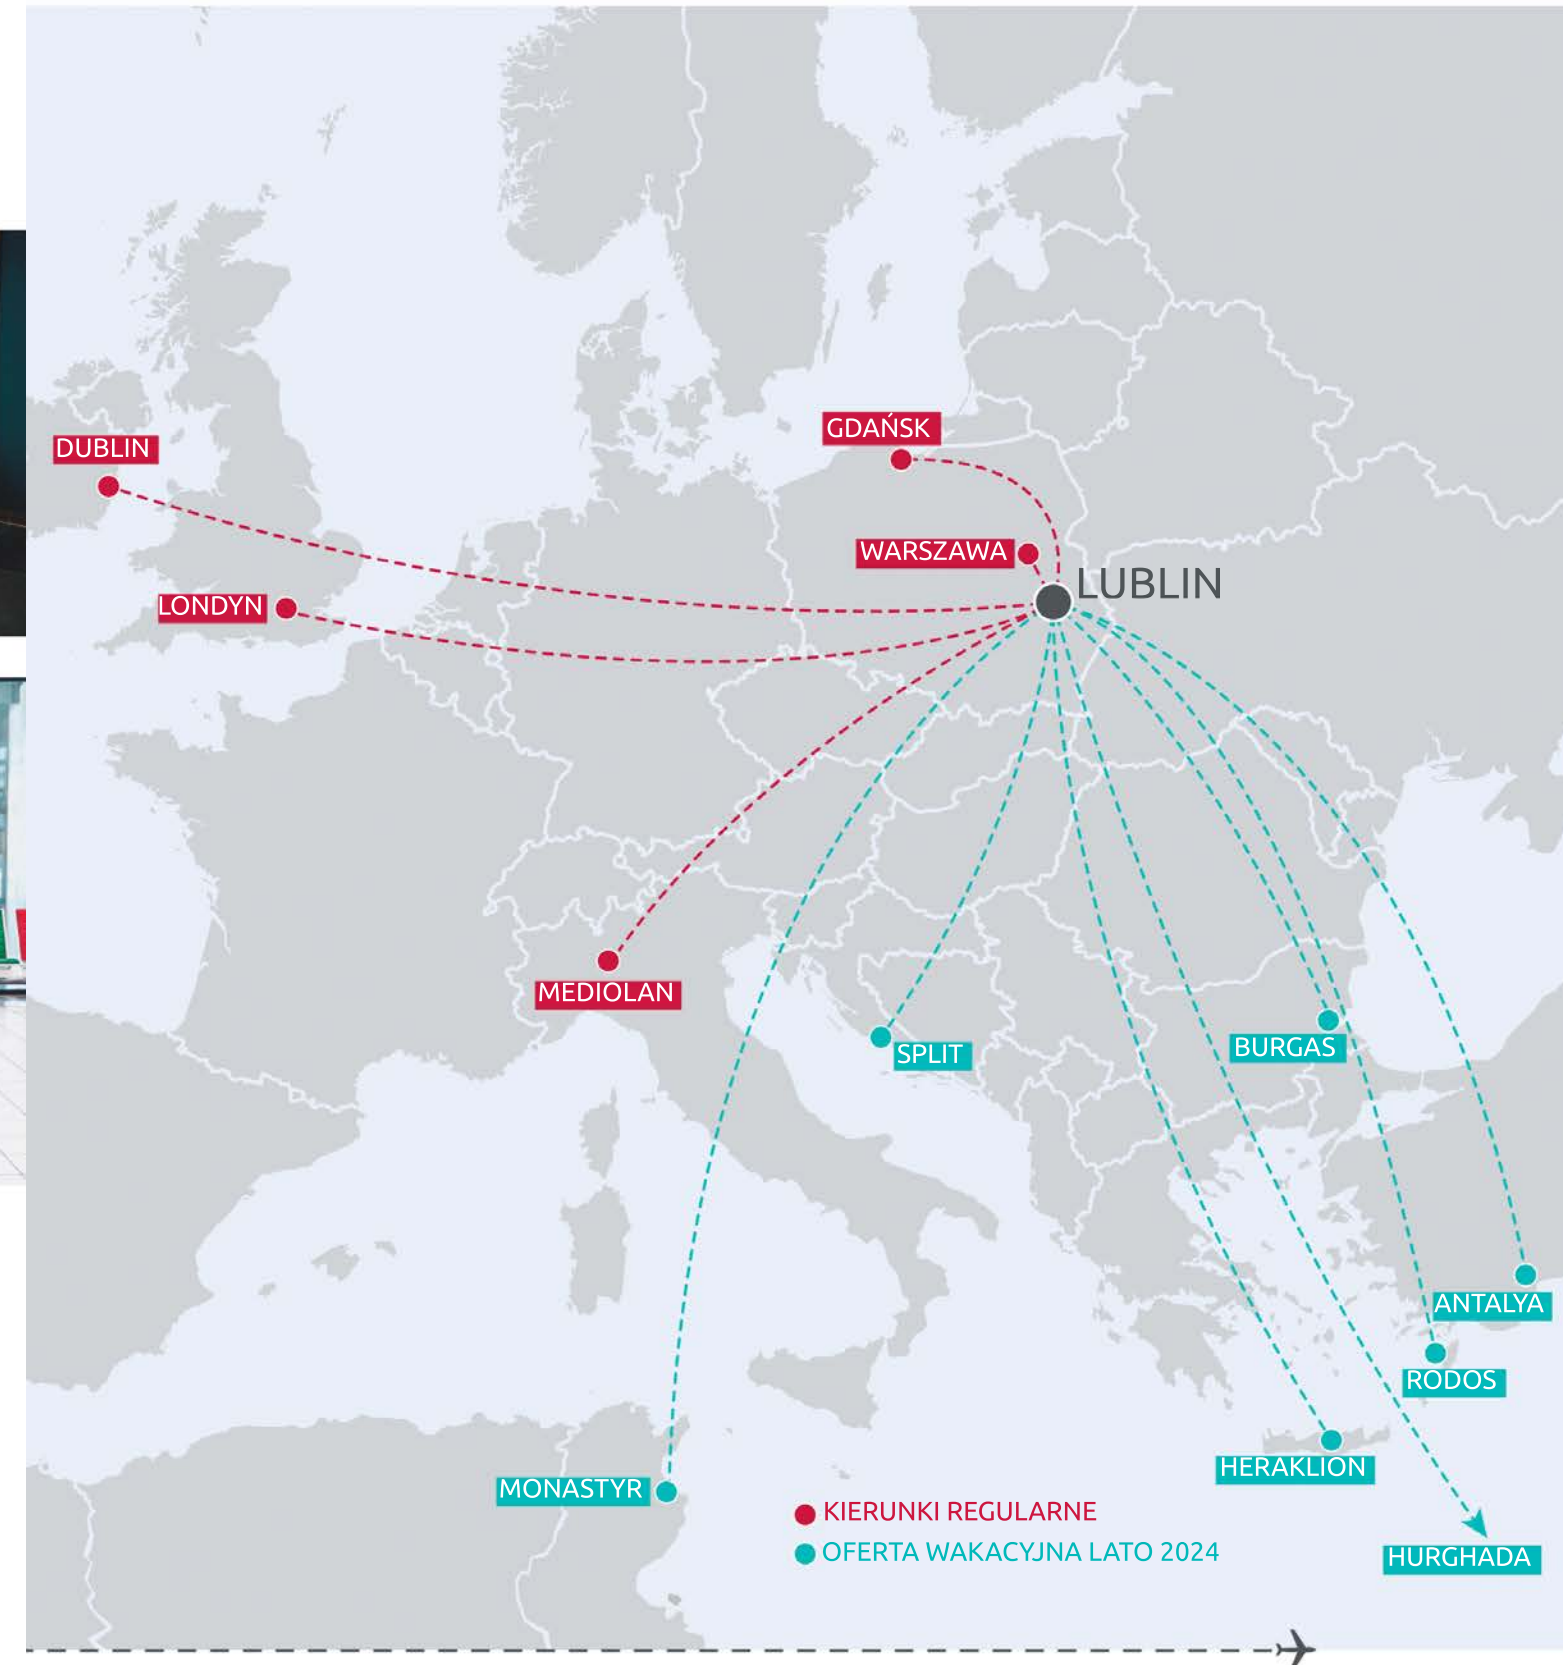 GDAŃSK
DUBLIN
WARSZAWA
LUBLIN
LONDYN
MEDIOLAN
SPLIT
BURGAS
ANTALYA
RODOS
HERAKLION
MONASTYR
KIERUNKI REGULARNE
OFERTA WAKACYJNA LATO 2024
HURGHADA